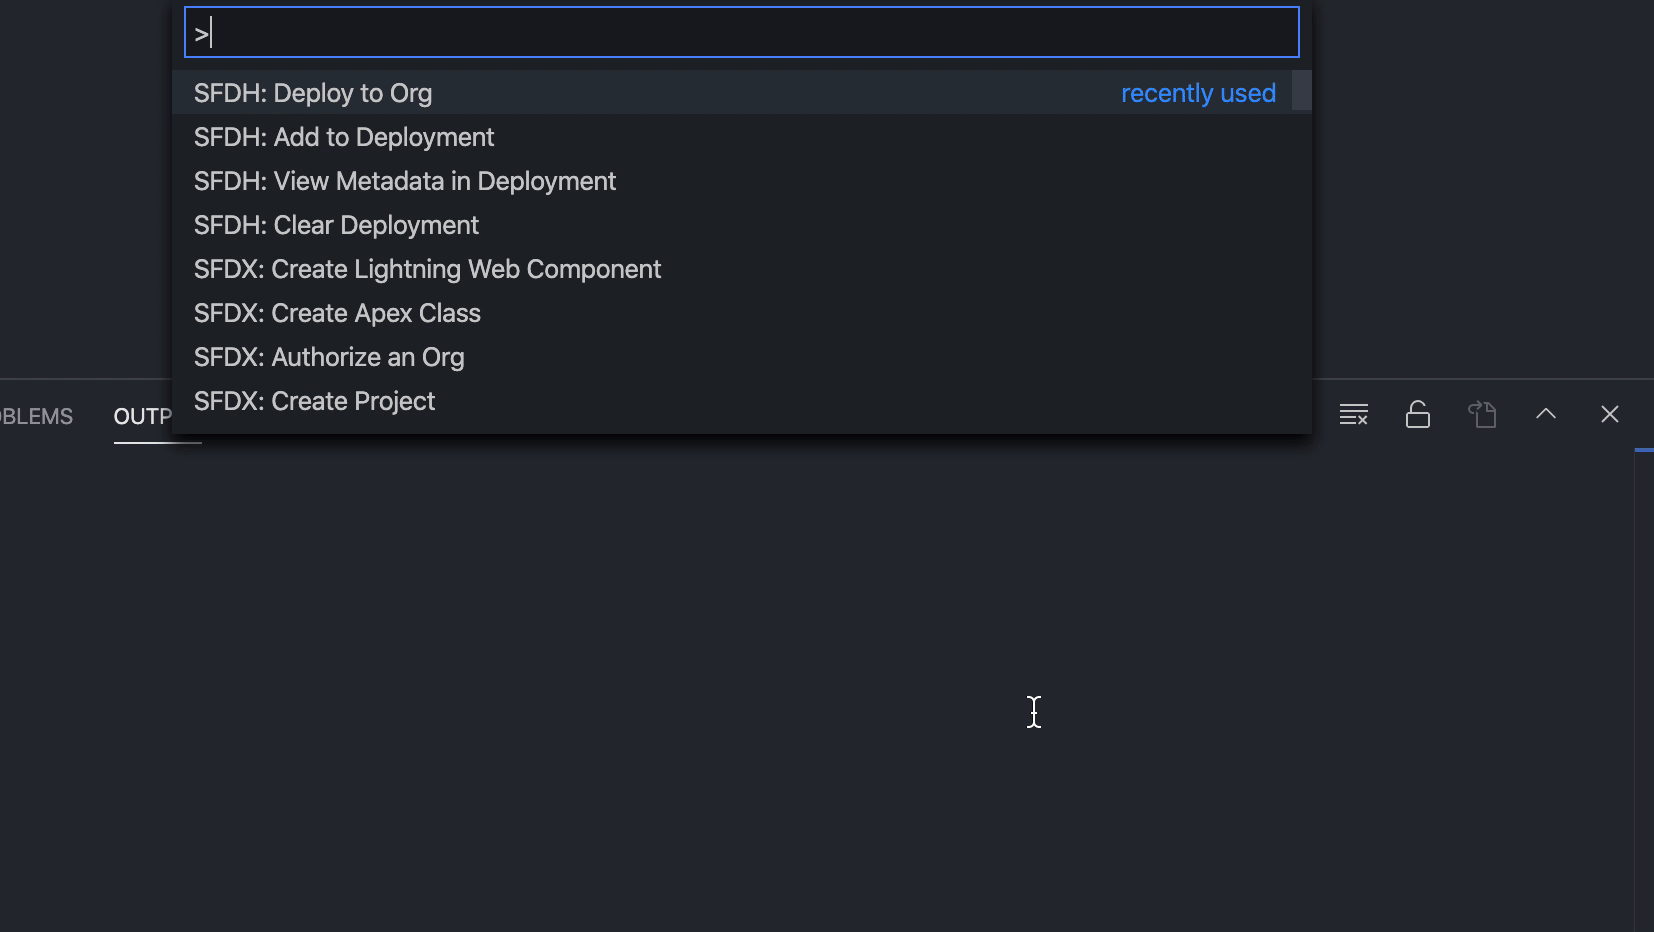 >
SFDH: Deploy to Org recently used
SFDH: Add to Deployment
SFDH: View Metadata in Deployment
SFDH: Clear Deployment
SFDX: Create Lightning Web Component
SFDX: Create Apex Class
SFDX: Authorize an Org
SFDX: Create Project
BLEMS OUTP